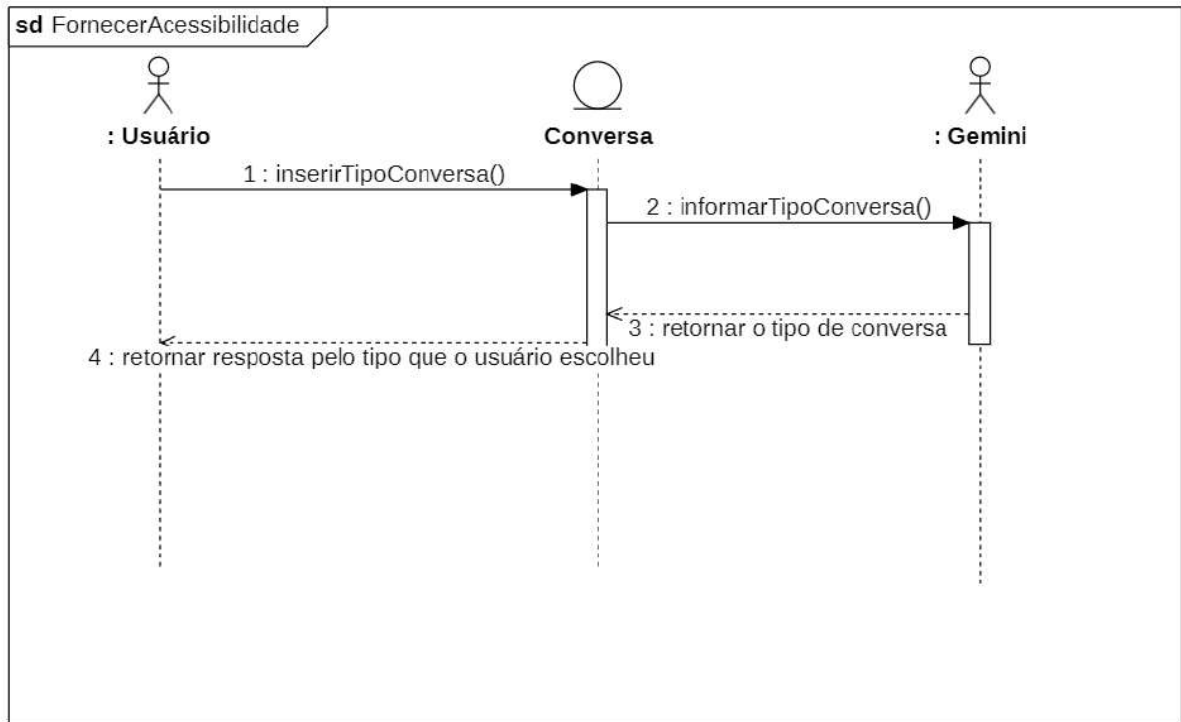 sd FornecerAcessibilidade
: Usuário
Conversa
: Gemini
1 : inserirTipoConversa()
2 : informarTipoConversa()
3 : retornar o tipo de conversa
4 : retornar resposta pelo tipo que o usuário escolheu